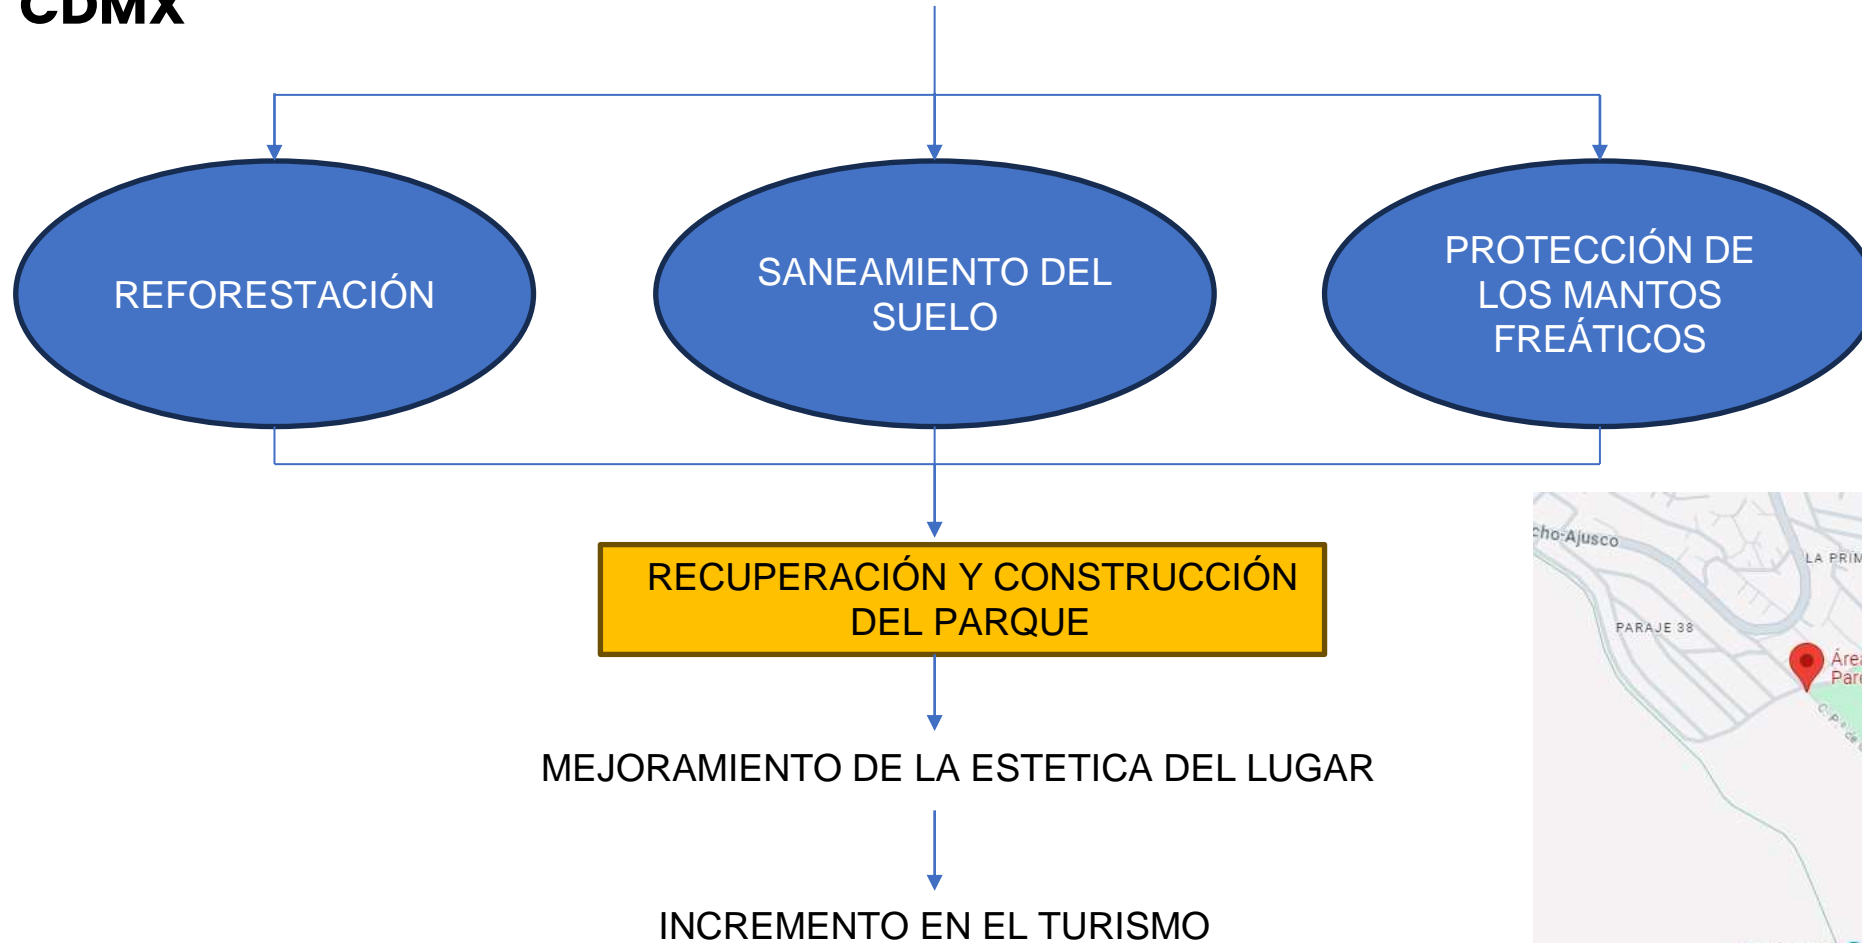 CDMX
REFORESTACIÓN
SANEAMIENTO DEL
SUELO
PROTECCIÓN DE
LOS MANTOS
FREÁTICOS
RECUPERACIÓN Y CONSTRUCCIÓN
DEL PARQUE
MEJORAMIENTO DE LA ESTETICA DEL LUGAR
INCREMENTO EN EL TURISMO
cho-Ajusco
LA PRIM
PARAJE 38
Área
Par